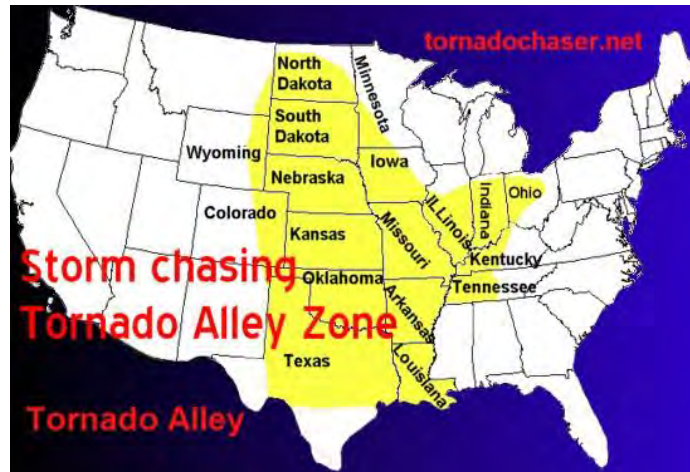 tornadochaser.net
North
Dakota
Minnesota
South
Dakota
Wyoming
Iowa
Nebraska
ILLinois
Indiana
Ohio
Colorado
Missouri
Kansas
Kentucky
Storm chasing
Oklahoma
Tennessee
Arkansas
Tornado Alley Zone
Texas
Louisiana
Tornado Alley